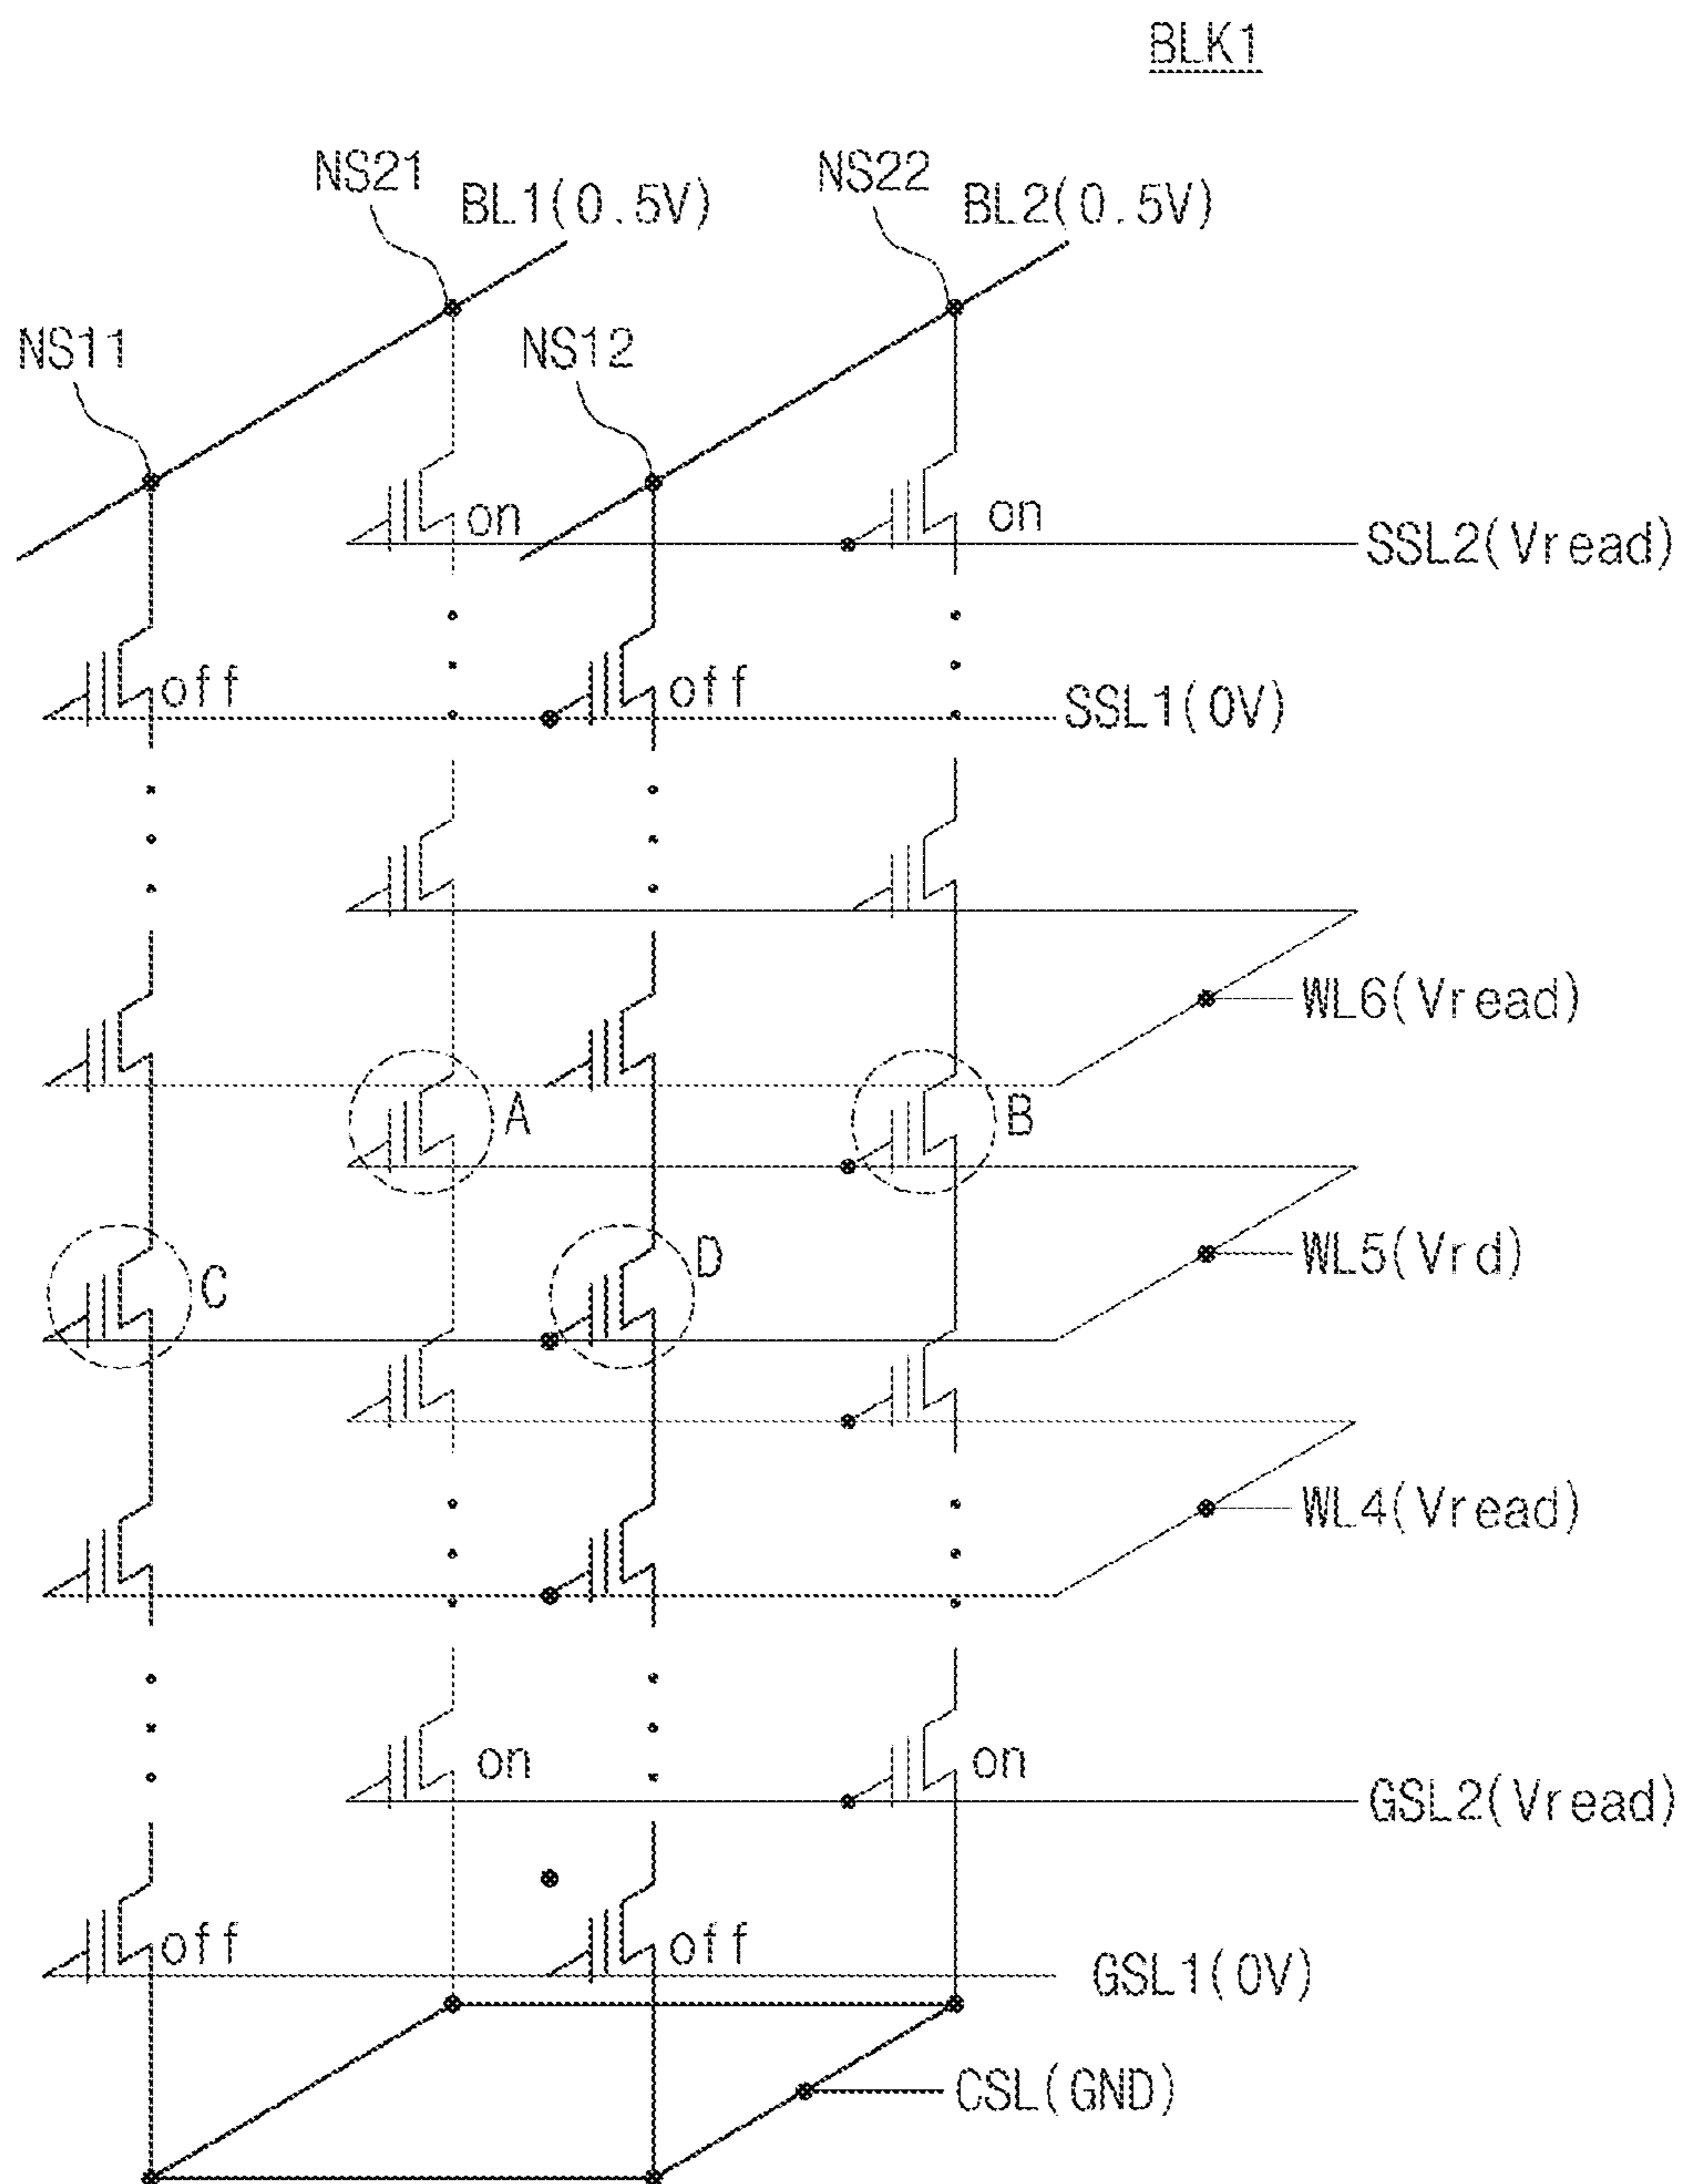 BLK1
NS21
BL1(0.5V)
NS22
BL2(0.5V)
NS11
NS12
on
on
SSL2(Vread)
off
off
SSL1(0V)
WL6(Vread)
A
B
C
D
WL5(Vrd)
WL4(Vread)
on
on
GSL2(Vread)
off
off
GSL1(0V)
CSL(GND)